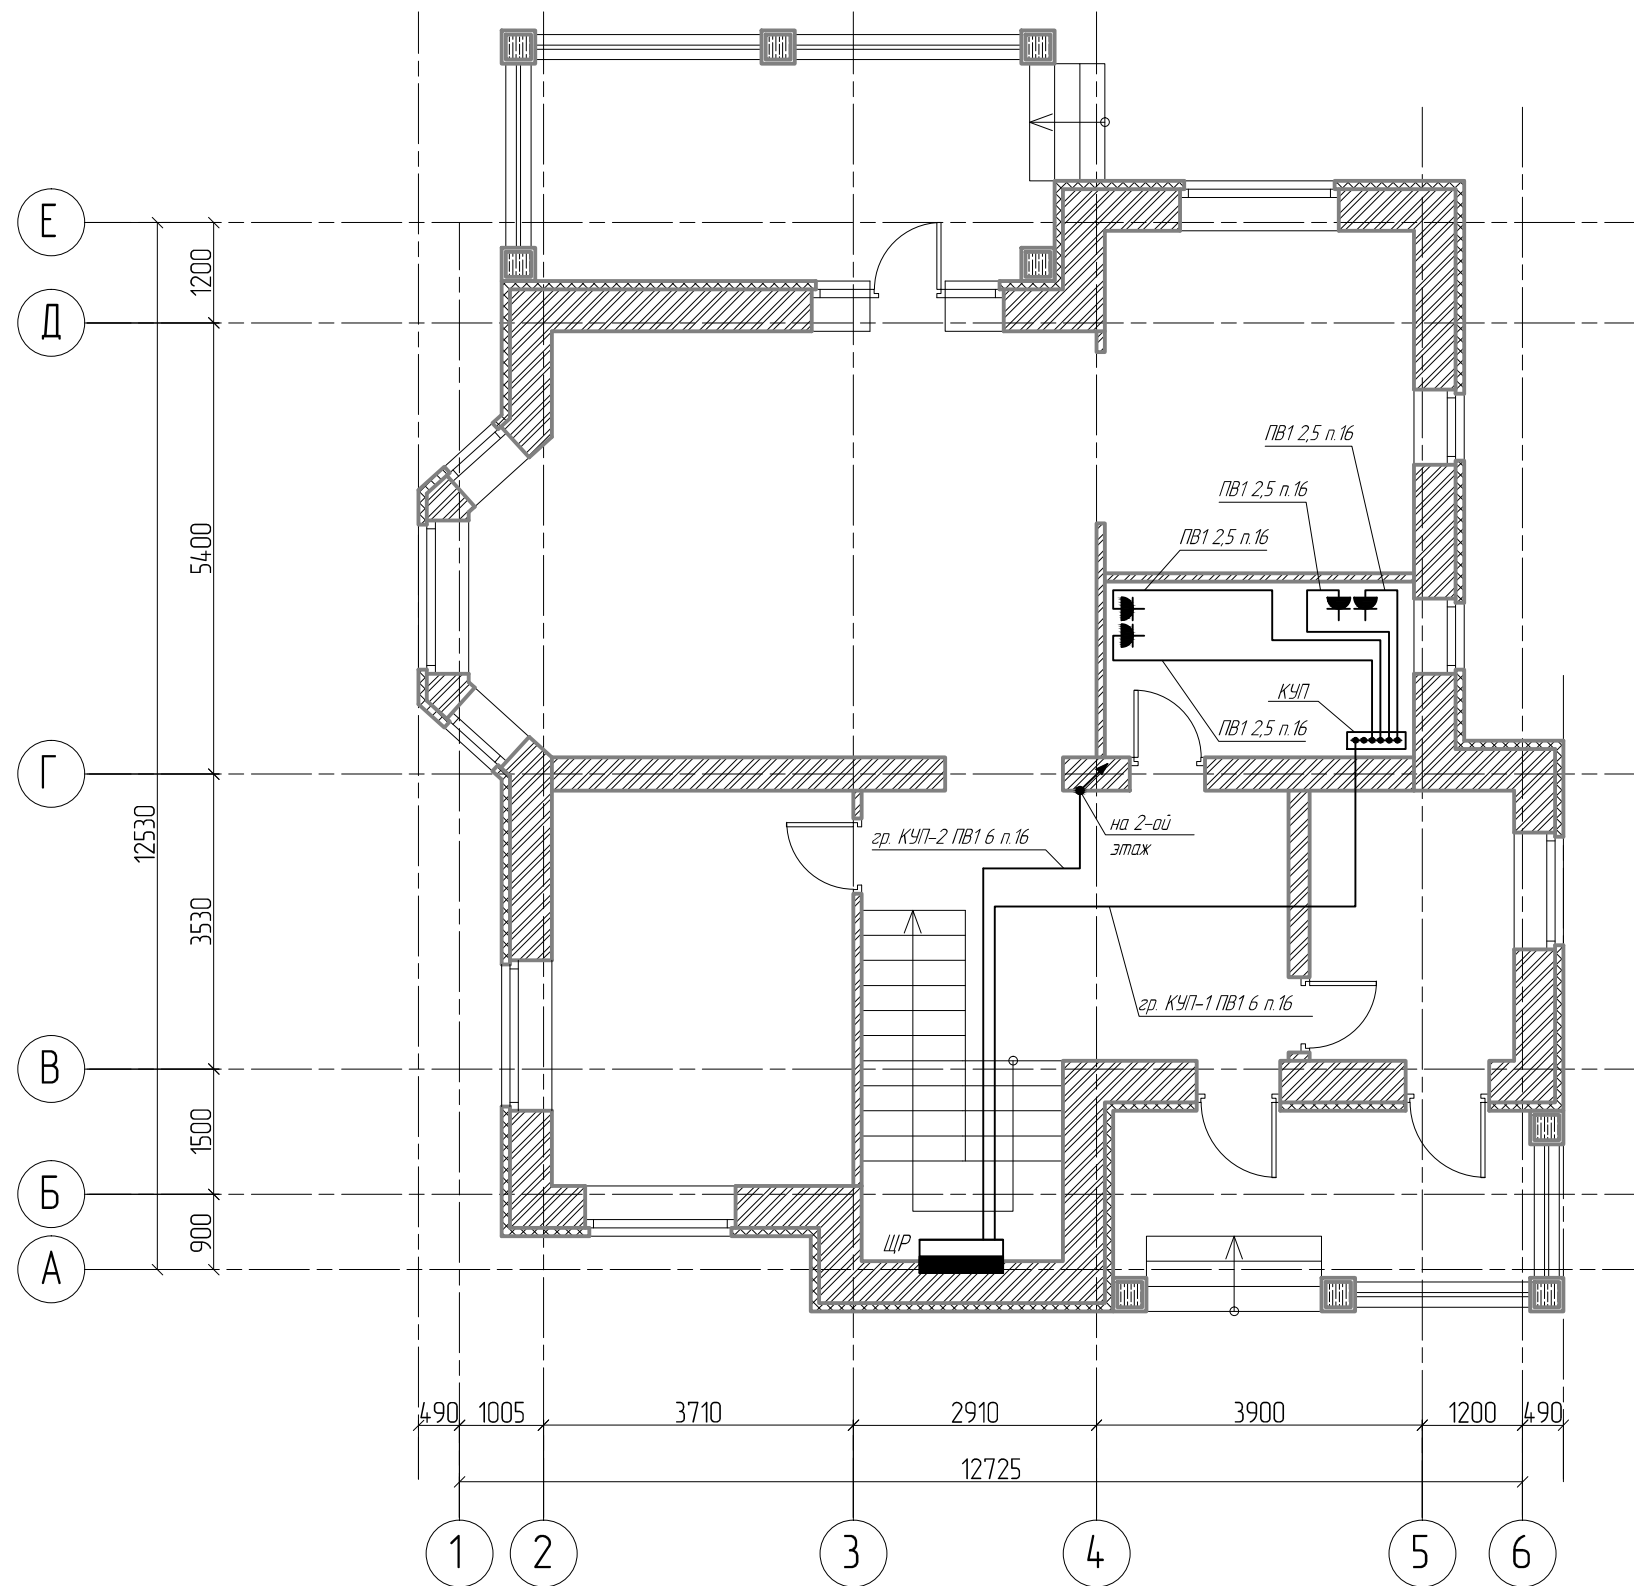 Е
1200
Д
ПВ1 2,5 п.16
ПВ1 2,5 п.16
ПВ1 2,5 п.16
5400
КУП
ПВ1 2,5 п.16
Г
12530
гр. КУП-2 ПВ1 6 п.16
на 2-ой
этаж
3530
гр. КУП-1 ПВ1 6 п.16
В
1500
Б
900
ЩР
А
490
1005
3710
2910
3900
1200
490
12725
1
2
3
4
5
6